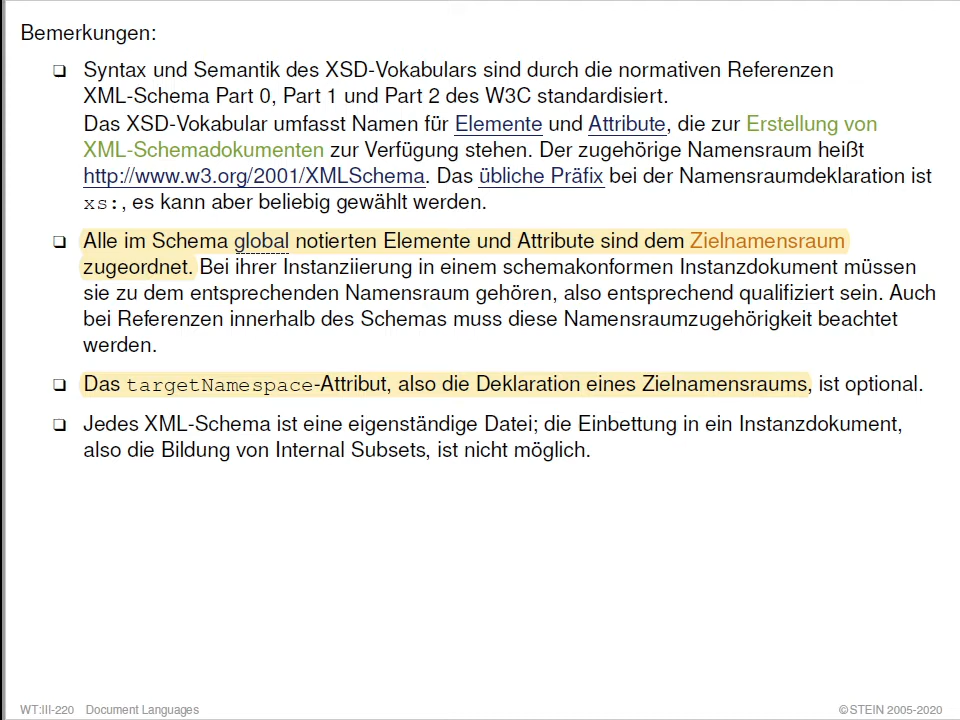 Bemerkungen:
❑ Syntax und Semantik des XSD-Vokabulars sind durch die normativen Referenzen
XML-Schema Part 0, Part 1 und Part 2 des W3C standardisiert.
Das XSD-Vokabular umfasst Namen für Elemente und Attribute, die zur Erstellung von
XML-Schemadokumenten zur Verfügung stehen. Der zugehörige Namensraum heißt
http://www.w3.org/2001/XMLSchema. Das übliche Präfix bei der Namensraumdeklaration ist
xs:, es kann aber beliebig gewählt werden.
❑ Alle im Schema global notierten Elemente und Attribute sind dem Zielnamensraum
zugeordnet. Bei ihrer Instanziierung in einem schemakonformen Instanzdokument müssen
sie zu dem entsprechenden Namensraum gehören, also entsprechend qualifiziert sein. Auch
bei Referenzen innerhalb des Schemas muss diese Namensraumzugehörigkeit beachtet
werden.
❑ Das targetNamespace-Attribut, also die Deklaration eines Zielnamensraums, ist optional.
❑ Jedes XML-Schema ist eine eigenständige Datei; die Einbettung in ein Instanzdokument,
also die Bildung von Internal Subsets, ist nicht möglich.
WT:III-220 Document Languages ©STEIN 2005-2020